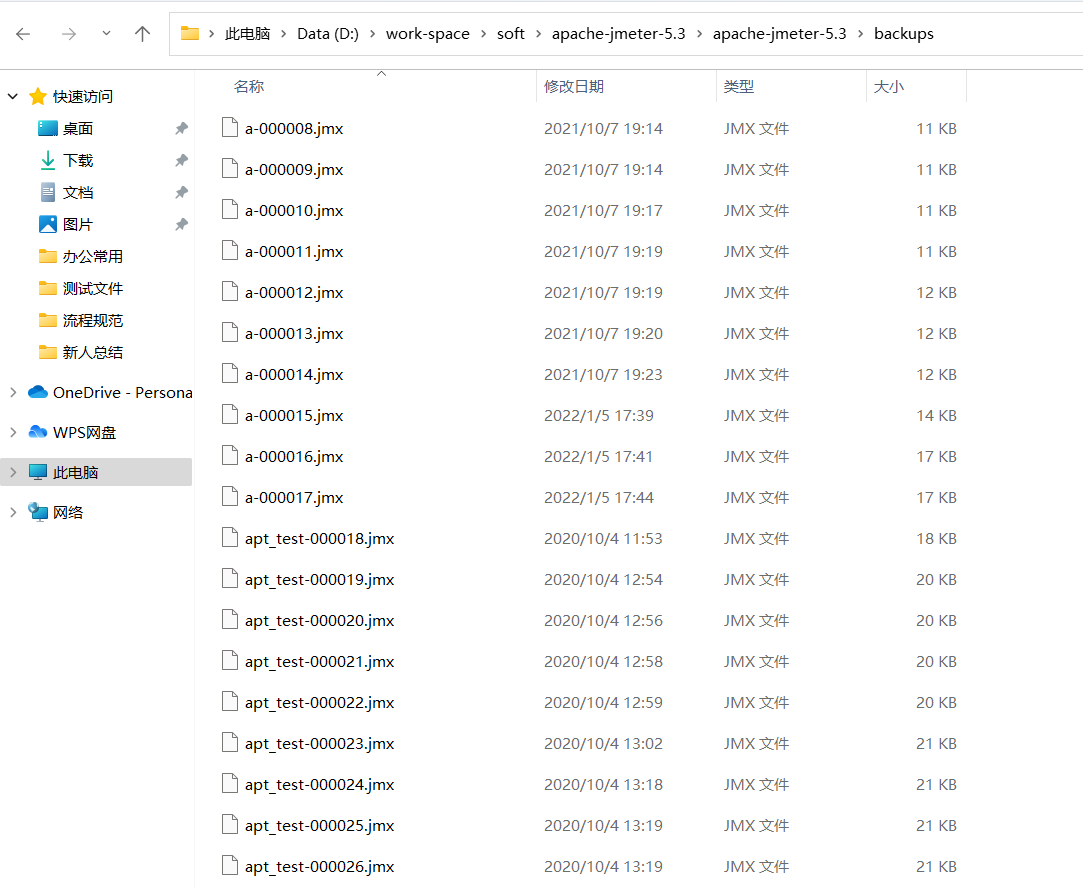 此电脑 › Data (D:) › work-space › soft › apache-jmeter-5.3 › apache-jmeter-5.3 › backups
快速访问
桌面
下载
文档
图片
办公常用
测试文件
流程规范
新人总结
OneDrive - Persona
WPS网盘
此电脑
网络
名称 修改日期 类型 大小
a-000008.jmx 2021/10/7 19:14 JMX 文件 11 KB
a-000009.jmx 2021/10/7 19:14 JMX 文件 11 KB
a-000010.jmx 2021/10/7 19:17 JMX 文件 11 KB
a-000011.jmx 2021/10/7 19:19 JMX 文件 11 KB
a-000012.jmx 2021/10/7 19:19 JMX 文件 12 KB
a-000013.jmx 2021/10/7 19:20 JMX 文件 12 KB
a-000014.jmx 2021/10/7 19:23 JMX 文件 12 KB
a-000015.jmx 2022/1/5 17:39 JMX 文件 14 KB
a-000016.jmx 2022/1/5 17:41 JMX 文件 17 KB
a-000017.jmx 2022/1/5 17:44 JMX 文件 17 KB
apt_test-000018.jmx 2020/10/4 11:53 JMX 文件 18 KB
apt_test-000019.jmx 2020/10/4 12:54 JMX 文件 20 KB
apt_test-000020.jmx 2020/10/4 12:56 JMX 文件 20 KB
apt_test-000021.jmx 2020/10/4 12:58 JMX 文件 20 KB
apt_test-000022.jmx 2020/10/4 12:59 JMX 文件 20 KB
apt_test-000023.jmx 2020/10/4 13:02 JMX 文件 21 KB
apt_test-000024.jmx 2020/10/4 13:18 JMX 文件 21 KB
apt_test-000025.jmx 2020/10/4 13:19 JMX 文件 21 KB
apt_test-000026.jmx 2020/10/4 13:19 JMX 文件 21 KB